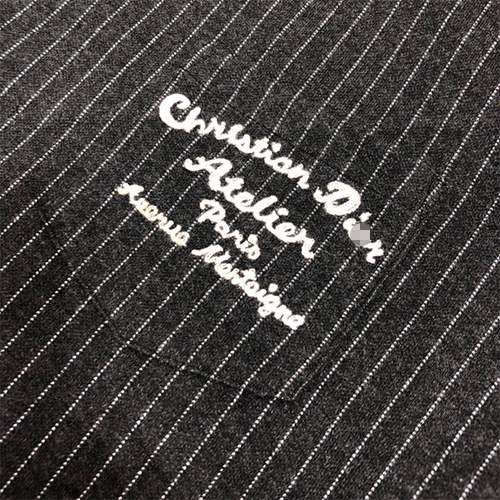 Christian Dior
Atelier
Paris
Avenue Montaigne